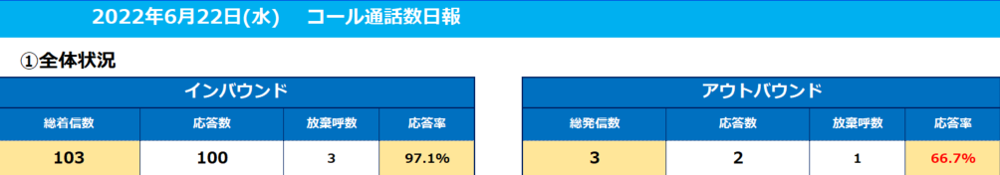 2022年6月22日(水)　コール通話数日報
①全体状況
インバウンド　アウトバウンド
総着信数　応答数　放棄呼数　応答率　総発信数　応答数　放棄呼数　応答率
103　100　3　97.1%　3　2　1　66.7%